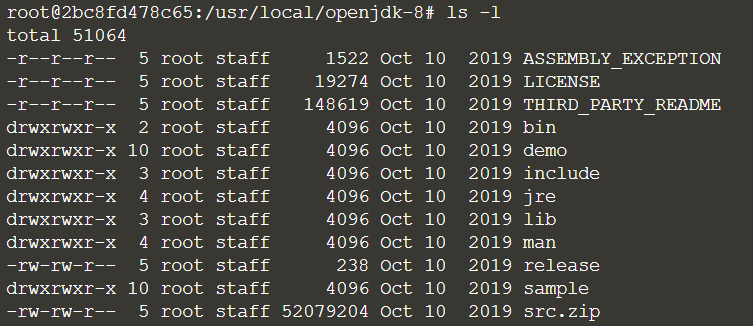 root@2bc8fd478c65:/usr/local/openjdk-8# ls -l
total 51064
-r--r--r--  5 root staff     1522 Oct 10  2019 ASSEMBLY_EXCEPTION
-r--r--r--  5 root staff    19274 Oct 10  2019 LICENSE
-r--r--r--  5 root staff   148619 Oct 10  2019 THIRD_PARTY_README
drwxrwxr-x  2 root staff     4096 Oct 10  2019 bin
drwxrwxr-x 10 root staff     4096 Oct 10  2019 demo
drwxrwxr-x  3 root staff     4096 Oct 10  2019 include
drwxrwxr-x  4 root staff     4096 Oct 10  2019 jre
drwxrwxr-x  3 root staff     4096 Oct 10  2019 lib
drwxrwxr-x  4 root staff     4096 Oct 10  2019 man
-rw-rw-r--  5 root staff      238 Oct 10  2019 release
drwxrwxr-x 10 root staff     4096 Oct 10  2019 sample
-rw-rw-r--  5 root staff 52079204 Oct 10  2019 src.zip